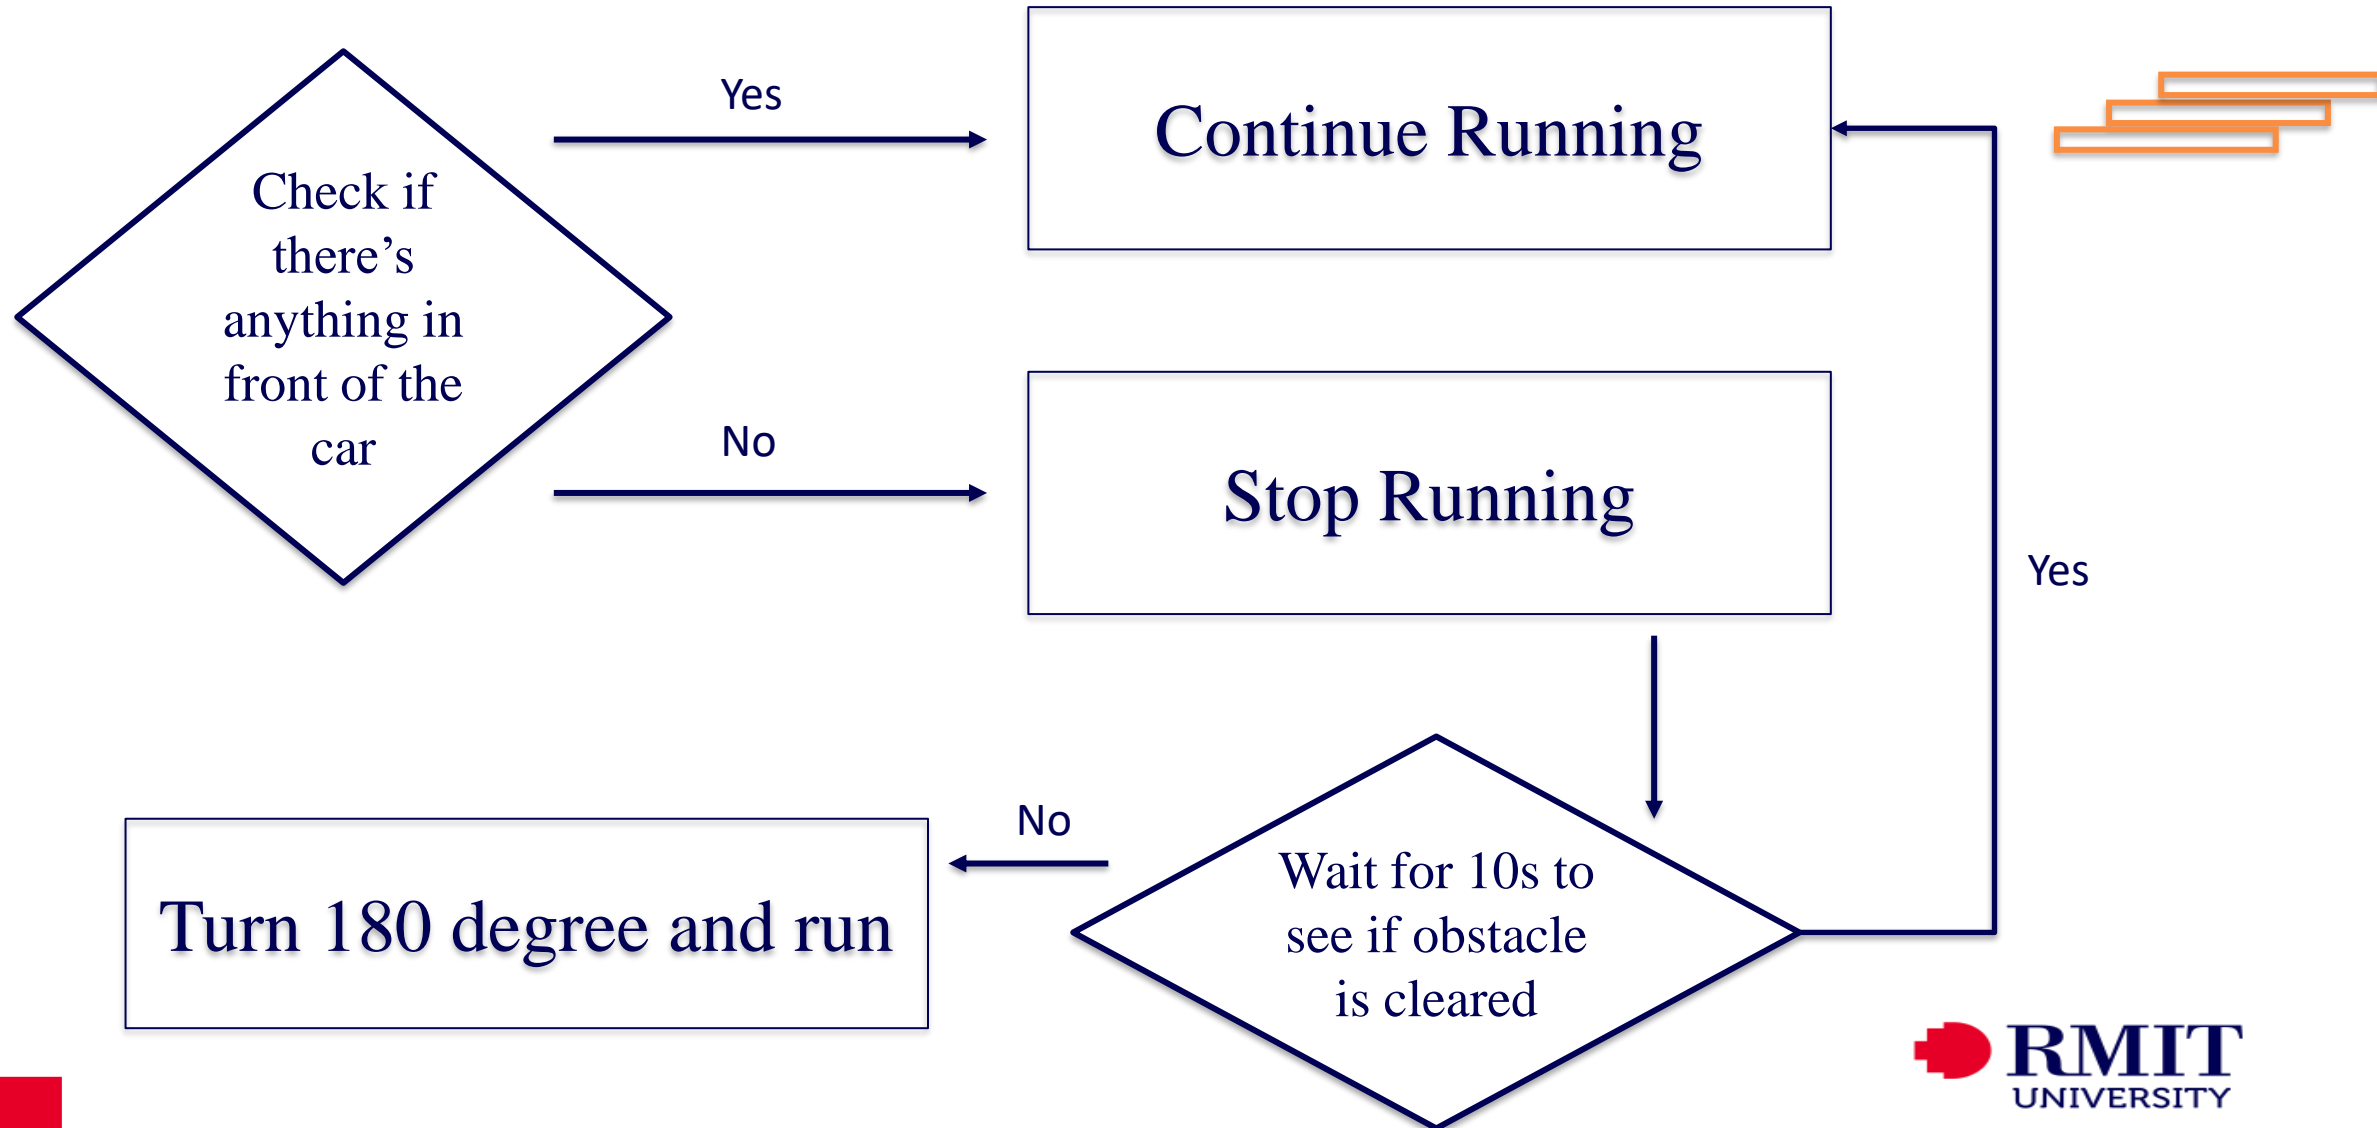 Yes
Continue Running
Check if
there’s
anything in
front of the
car
No
Stop Running
Yes
No
Turn 180 degree and run
Wait for 10s to
see if obstacle
is cleared
RMIT
UNIVERSITY